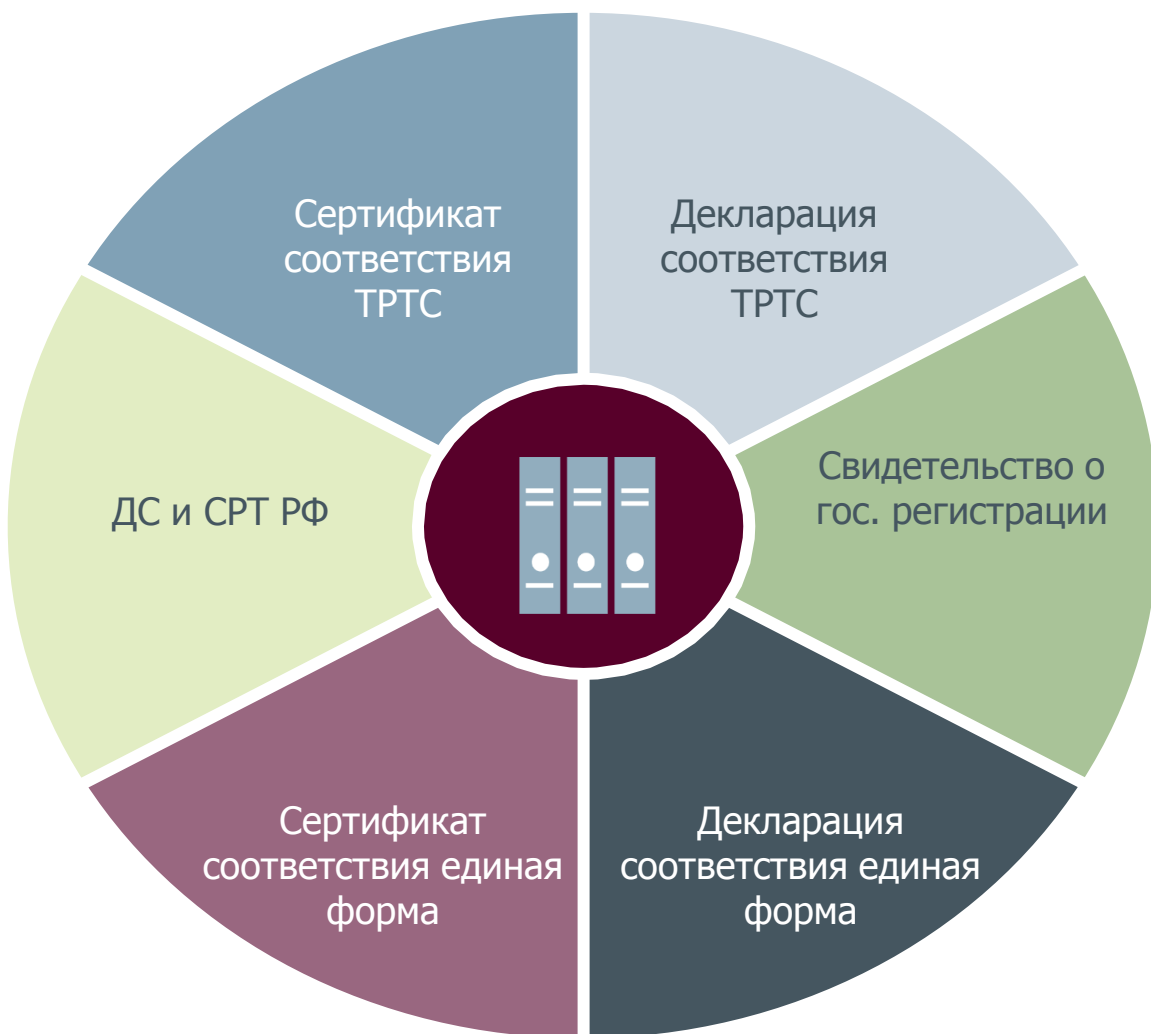 Сертификат
соответствия
ТРТС
Декларация
соответствия
ТРТС
Свидетельство о
гос. регистрации
ДС и СРТ РФ
Сертификат
соответствия единая
форма
Декларация
соответствия единая
форма